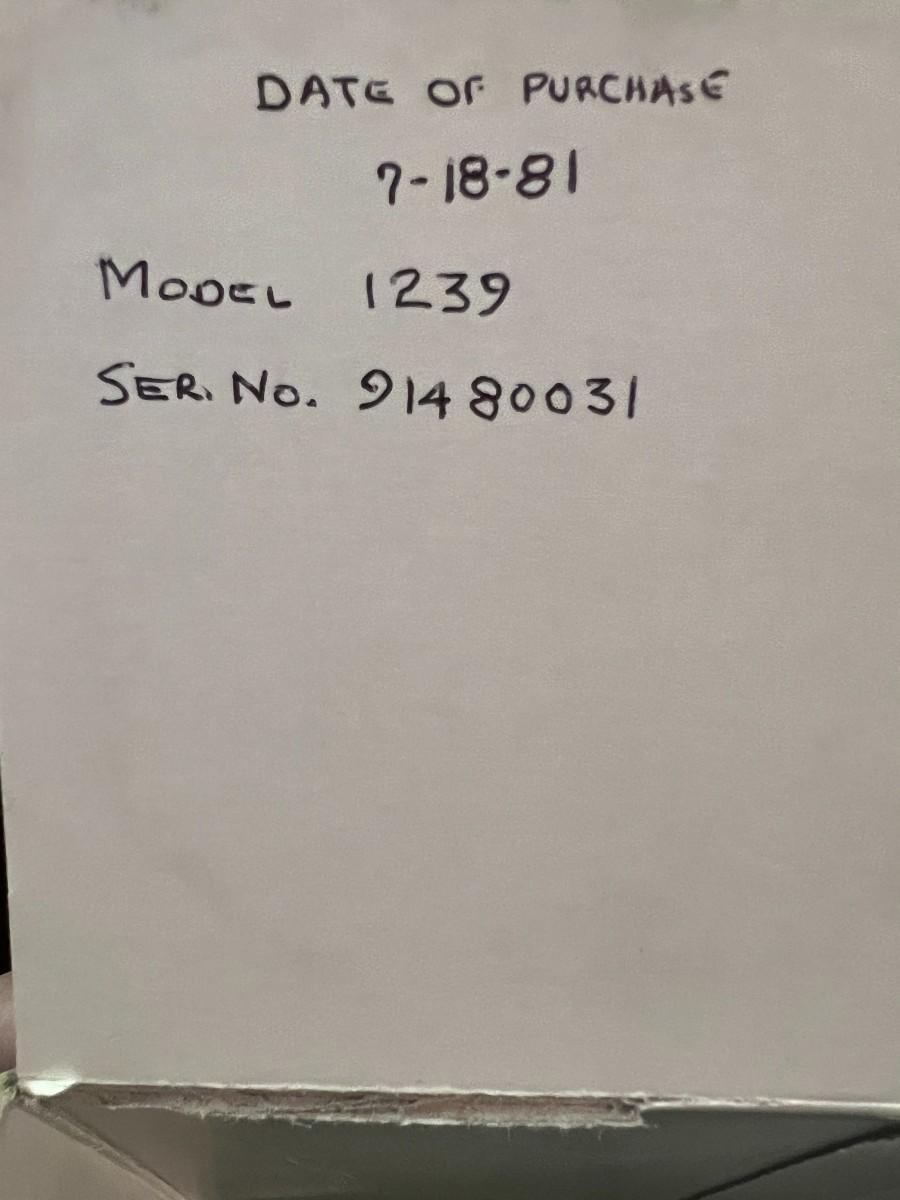 DATE OF PURCHASE
7-18-81
MODEL 1239
SER. No. 91480031